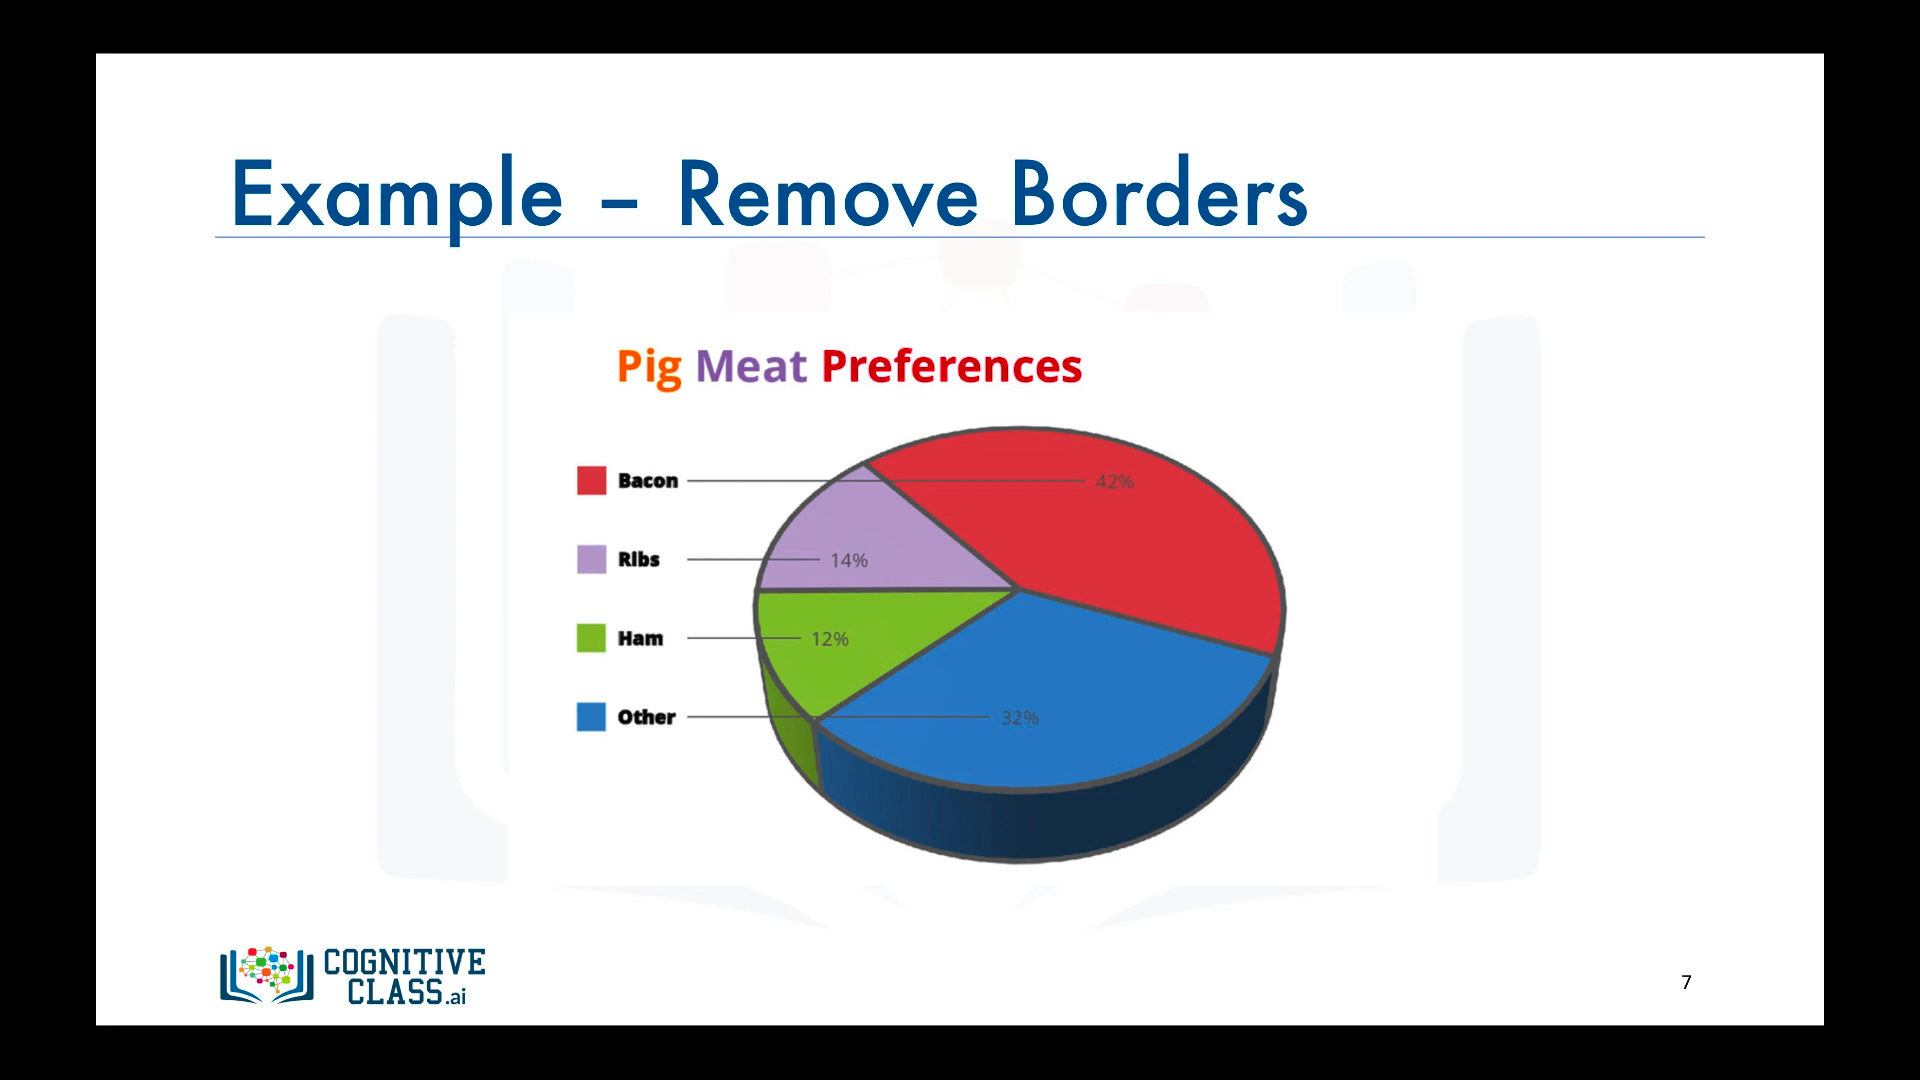 Example – Remove Borders
Pig Meat Preferences
Bacon 42%
Ribs 14%
Ham 12%
Other 32%
COGNITIVE
CLASS.ai
7